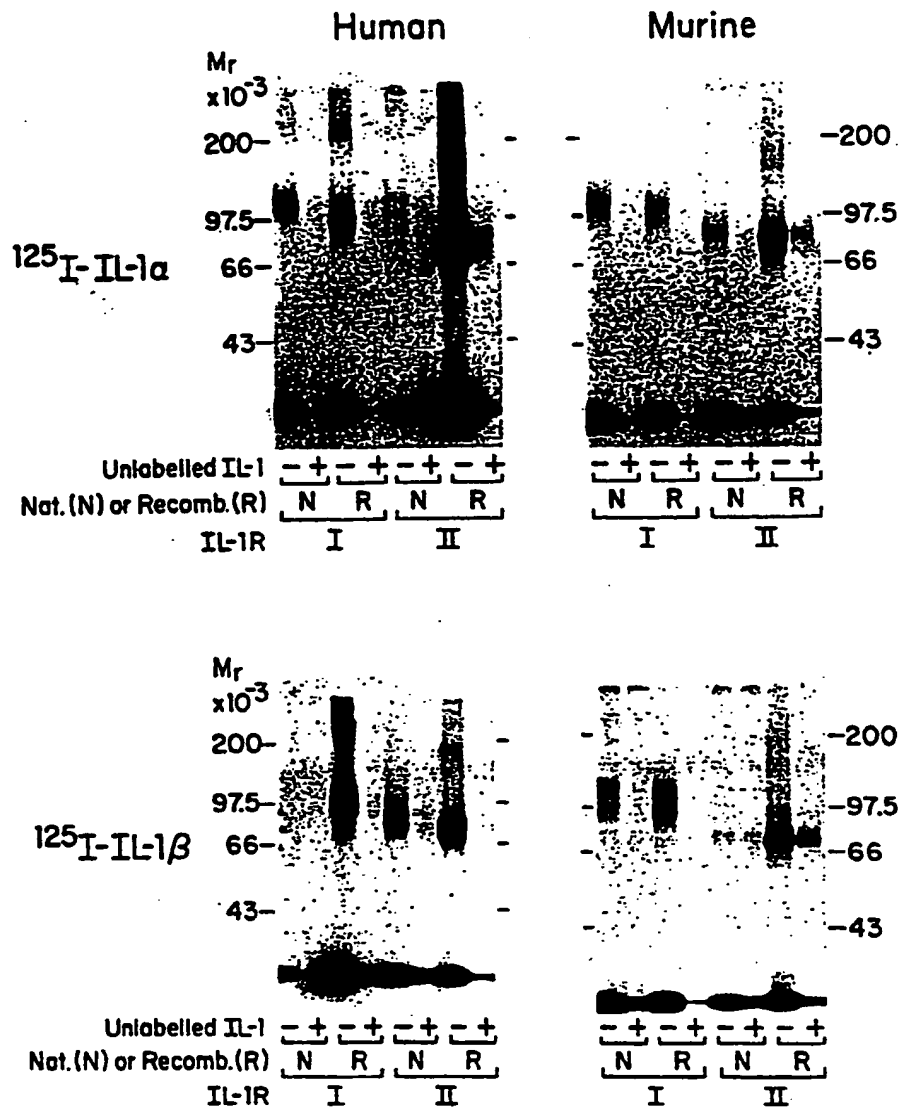 Human
Murine
Mr
x10⁻³
200
97.5
66
43
¹²⁵I-IL-1α
200
97.5
66
43
Unlabelled IL-1 - + - + - + - + - + - + - + - +
Nat.(N) or Recomb.(R) N R N R N R N R
IL-1R I II I II
Mr
x10⁻³
200
97.5
66
43
¹²⁵I-IL-1β
200
97.5
66
43
Unlabelled IL-1 - + - + - + - + - + - + - + - +
Nat.(N) or Recomb.(R) N R N R N R N R
IL-1R I II I II